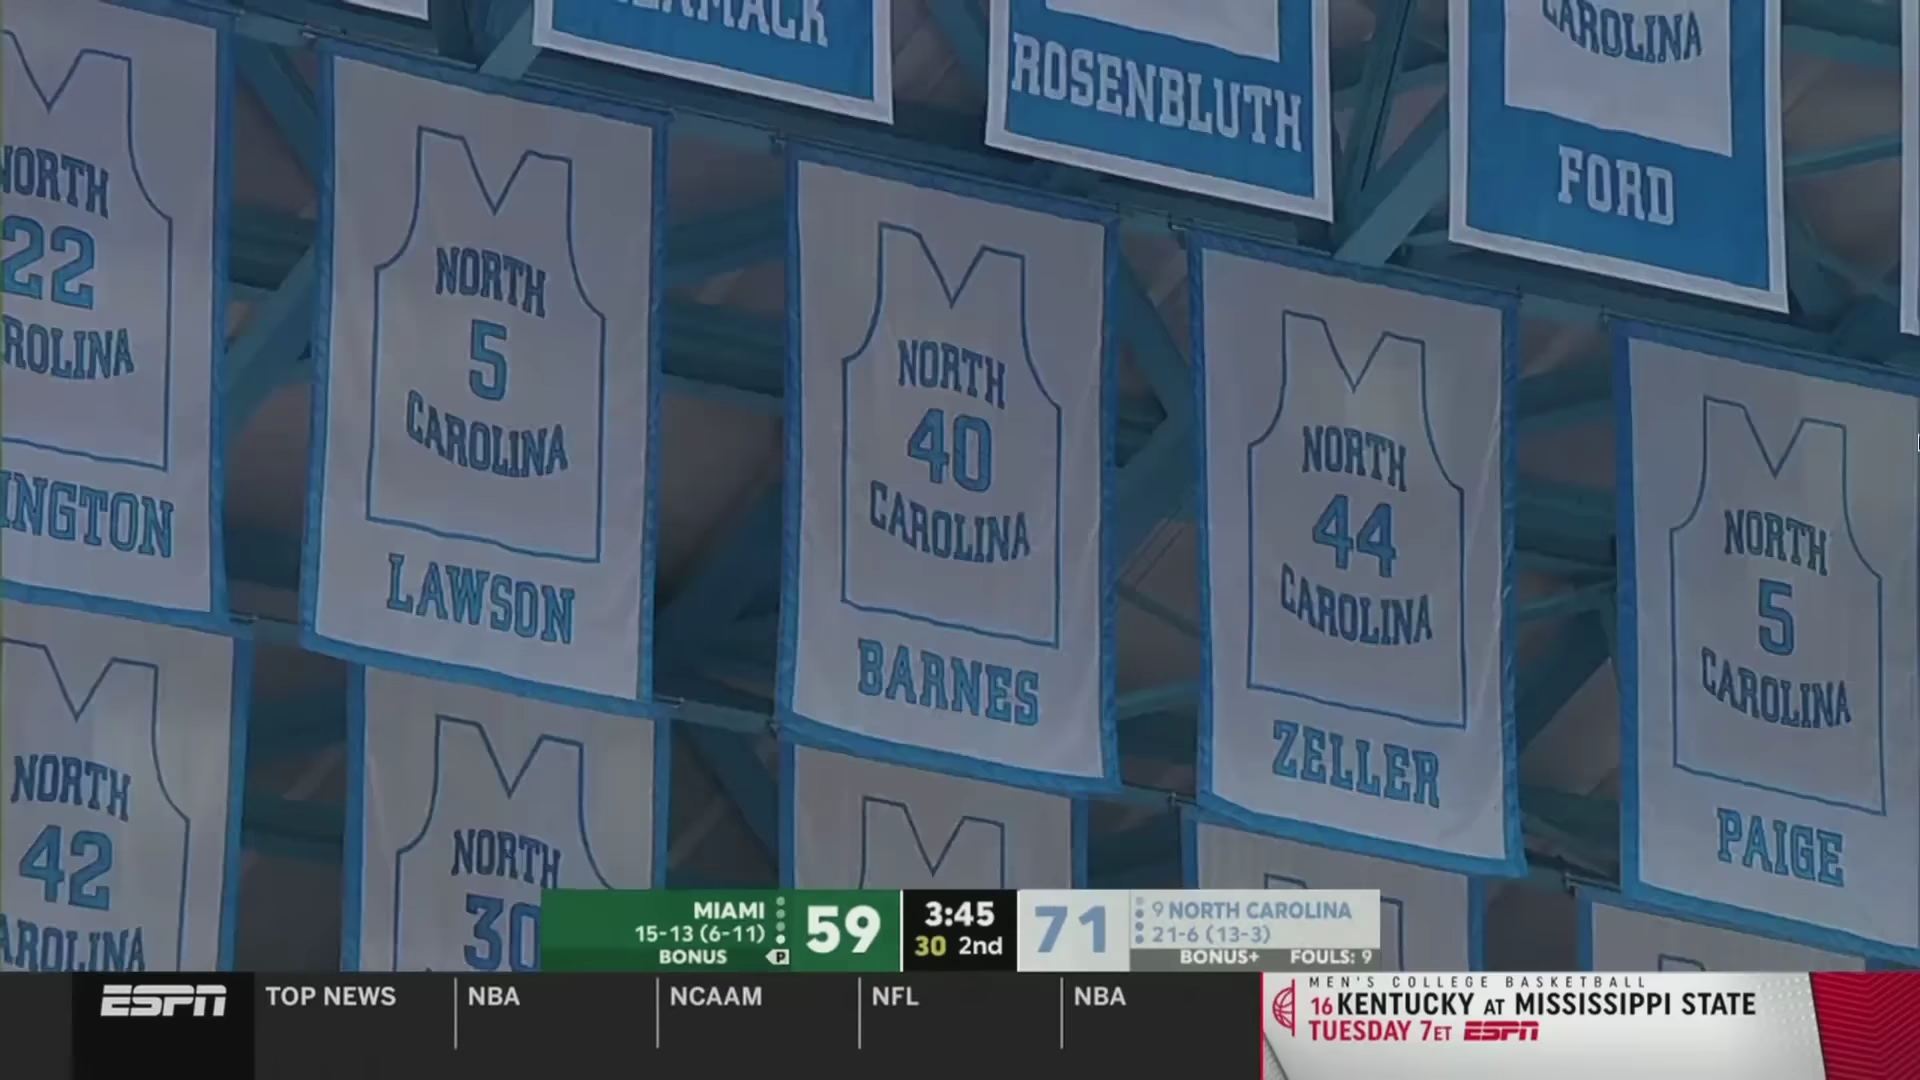 ROSENBLUTH
CAROLINA
FORD
NORTH
22
ROLINA
INGTON
NORTH
5
CAROLINA
LAWSON
NORTH
40
CAROLINA
BARNES
NORTH
44
CAROLINA
ZELLER
NORTH
5
CAROLINA
PAIGE
NORTH
42
AROLINA
NORTH
30
MIAMI
15-13 (6-11)
BONUS
P
59
3:45
30 2nd
71
9 NORTH CAROLINA
21-6 (13-3)
BONUS+ FOULS: 9
ESPN
TOP NEWS
NBA
NCAAM
NFL
NBA
MEN'S COLLEGE BASKETBALL
16 KENTUCKY AT MISSISSIPPI STATE
TUESDAY 7ET ESPN